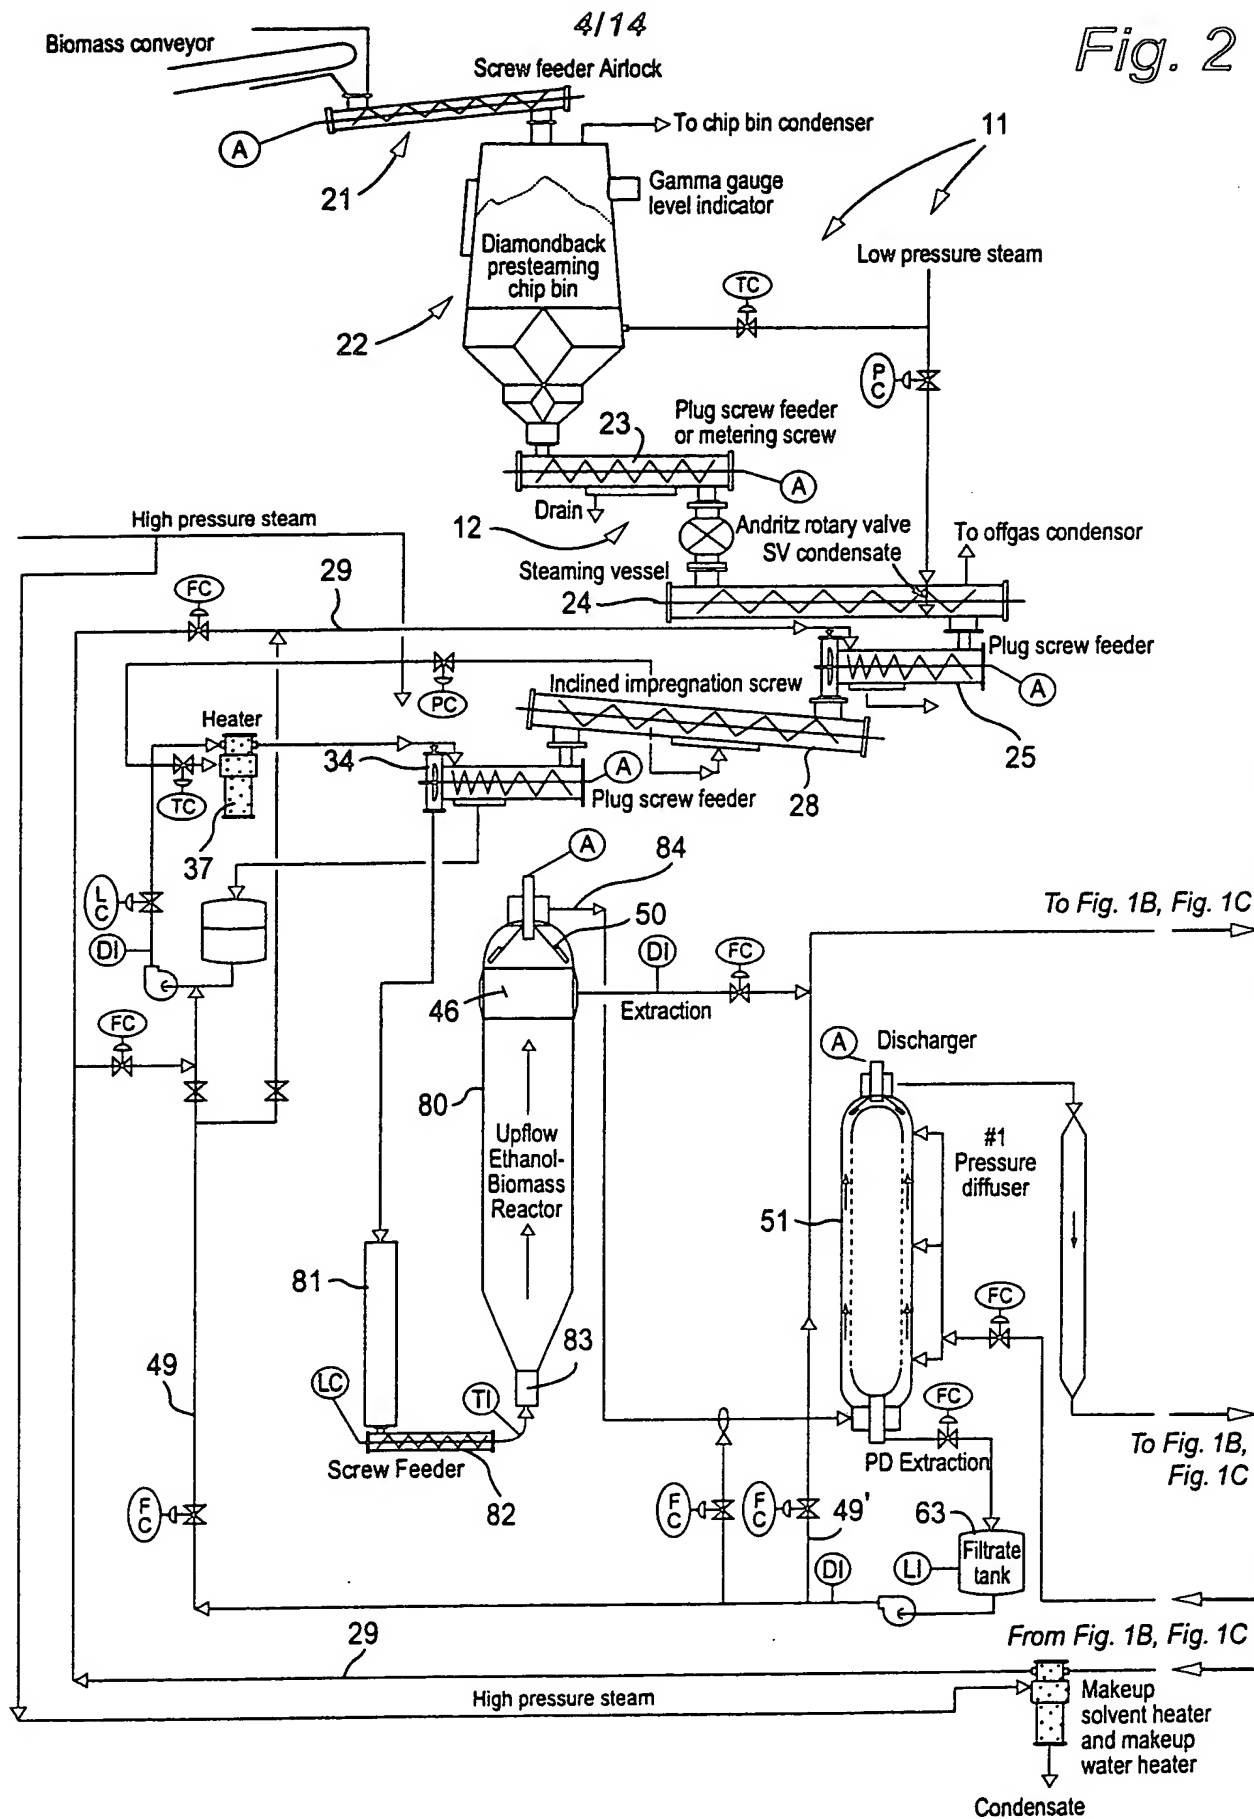 4/14
Fig. 2
Biomass conveyor
Screw feeder Airlock
A
21
To chip bin condenser
11
Gamma gauge
level indicator
Diamondback
presteaming
chip bin
22
Low pressure steam
TC
P
C
23
Plug screw feeder
or metering screw
A
Drain
12
Andritz rotary valve
SV condensate
To offgas condensor
High pressure steam
Steaming vessel
24
FC
29
Plug screw feeder
A
25
PC
Inclined impregnation screw
28
Heater
34
A
Plug screw feeder
TC
37
L
C
DI
A
84
50
To Fig. 1B, Fig. 1C
DI
FC
46
Extraction
FC
A
Discharger
80
Upflow
Ethanol-
Biomass
Reactor
#1
Pressure
diffuser
51
81
FC
83
49
LC
TI
FC
Screw Feeder
82
PD Extraction
To Fig. 1B,
Fig. 1C
F
C
F
C
F
C
49'
63
Filtrate
tank
LI
DI
From Fig. 1B, Fig. 1C
29
High pressure steam
Makeup
solvent heater
and makeup
water heater
Condensate